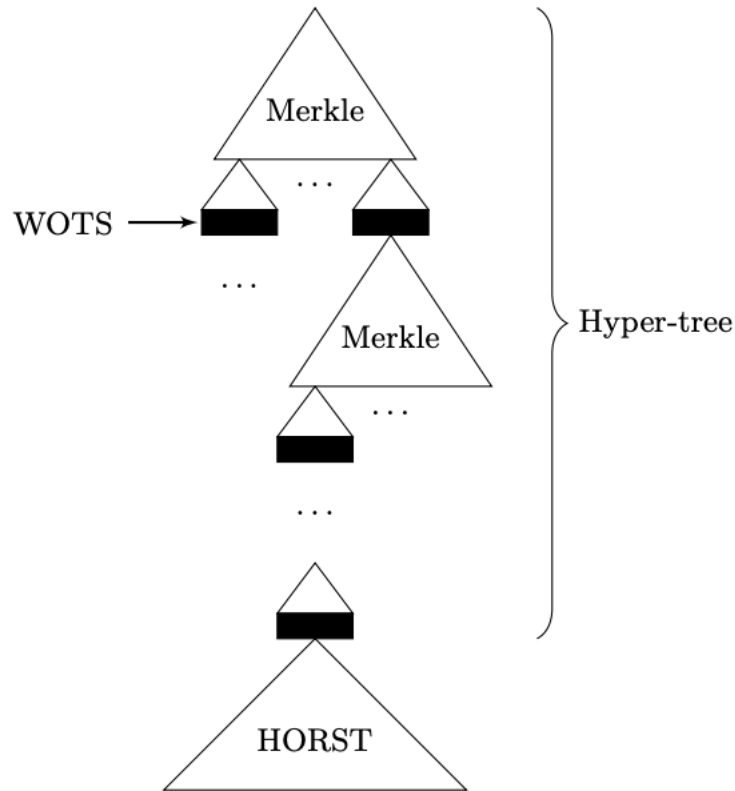 Merkle
. . .
WOTS
. . .
Hyper-tree
Merkle
. . .
. . .
HORST